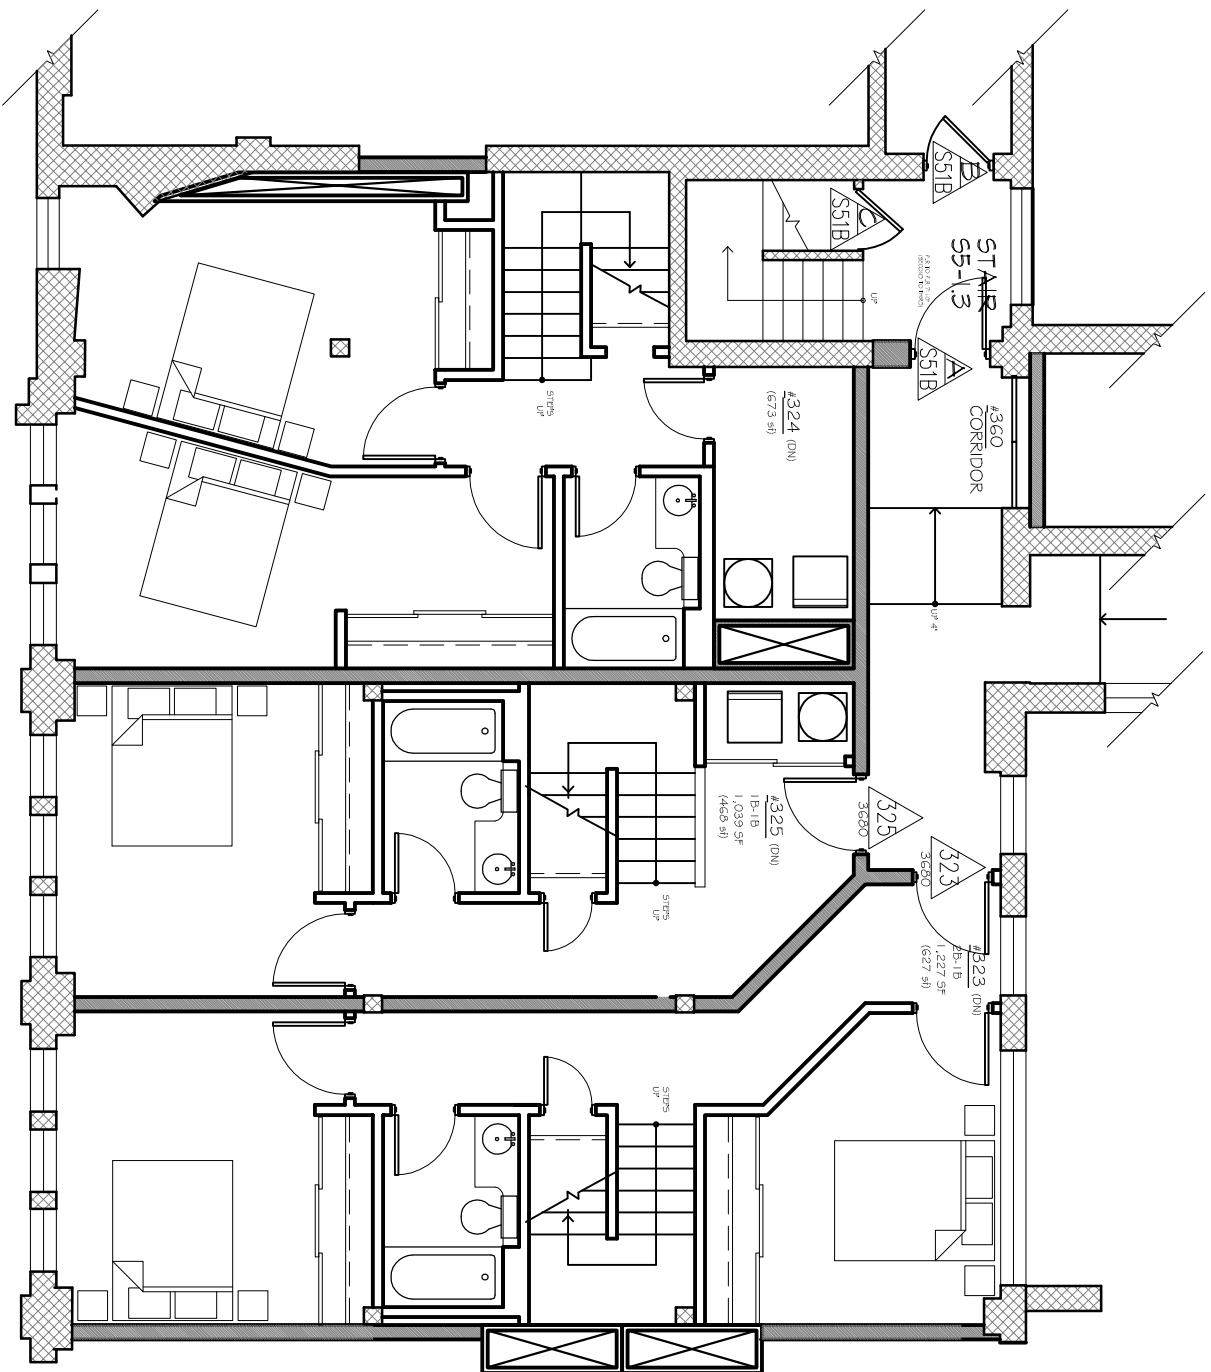 B
S51B
C
S51B
STAIR
S5-1.3
UP
A
S51B
#360
CORRIDOR
STEPS
UP
#324 (DN)
(673 sf)
UP 4"
#325 (DN)
1B-1B
1,039 SF
(468 sf)
325
3680
323
3680
STEPS
UP
#323 (DN)
2B-1B
1,227 SF
(627 sf)
STEPS
UP